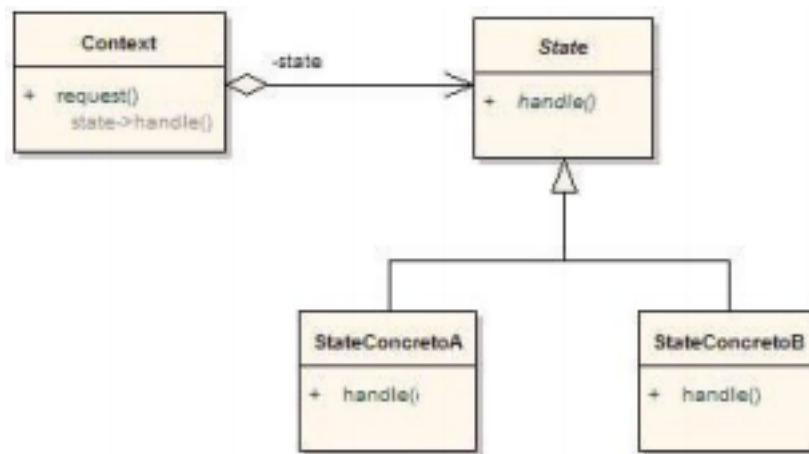 Context
-state
State
+ request()
state->handle()
+ handle()
StateConcretoA
StateConcretoB
+ handle()
+ handle()